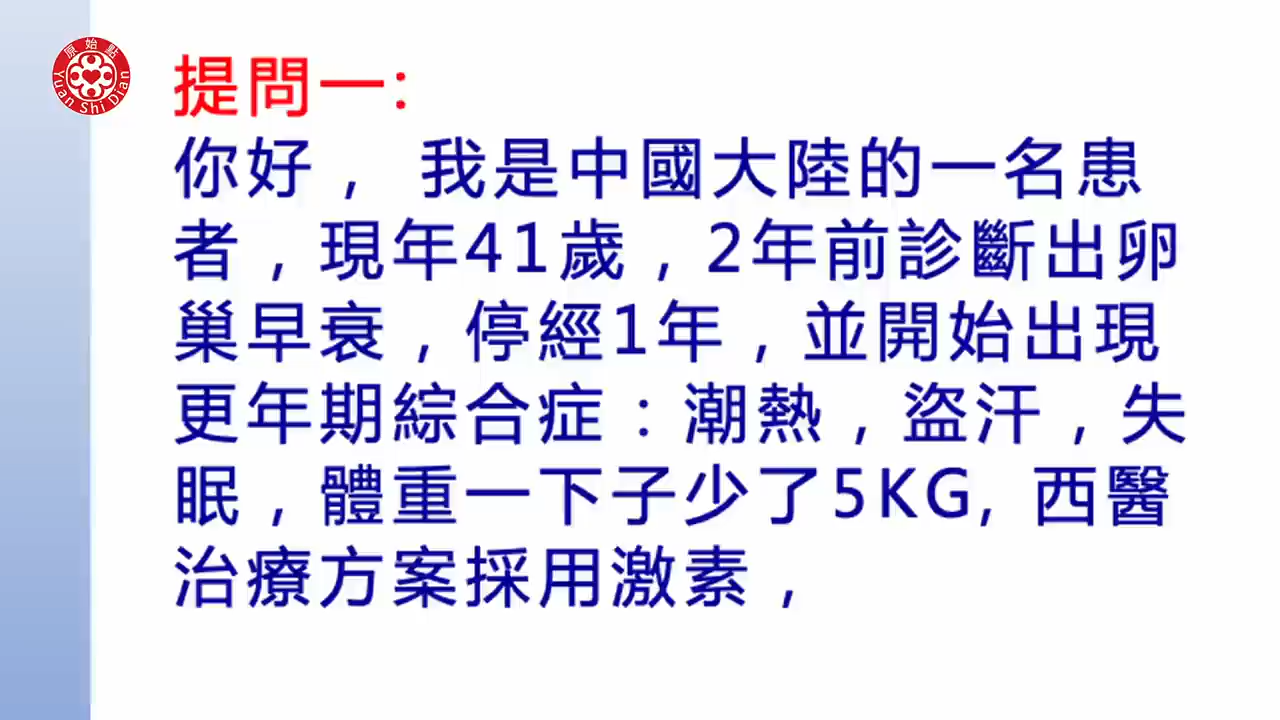 原始點
Yuan Shi Dian
提問一:
你好， 我是中國大陸的一名患
者，現年41歲，2年前診斷出卵
巢早衰，停經1年，並開始出現
更年期綜合症：潮熱，盜汗，失
眠，體重一下子少了5KG, 西醫
治療方案採用激素，